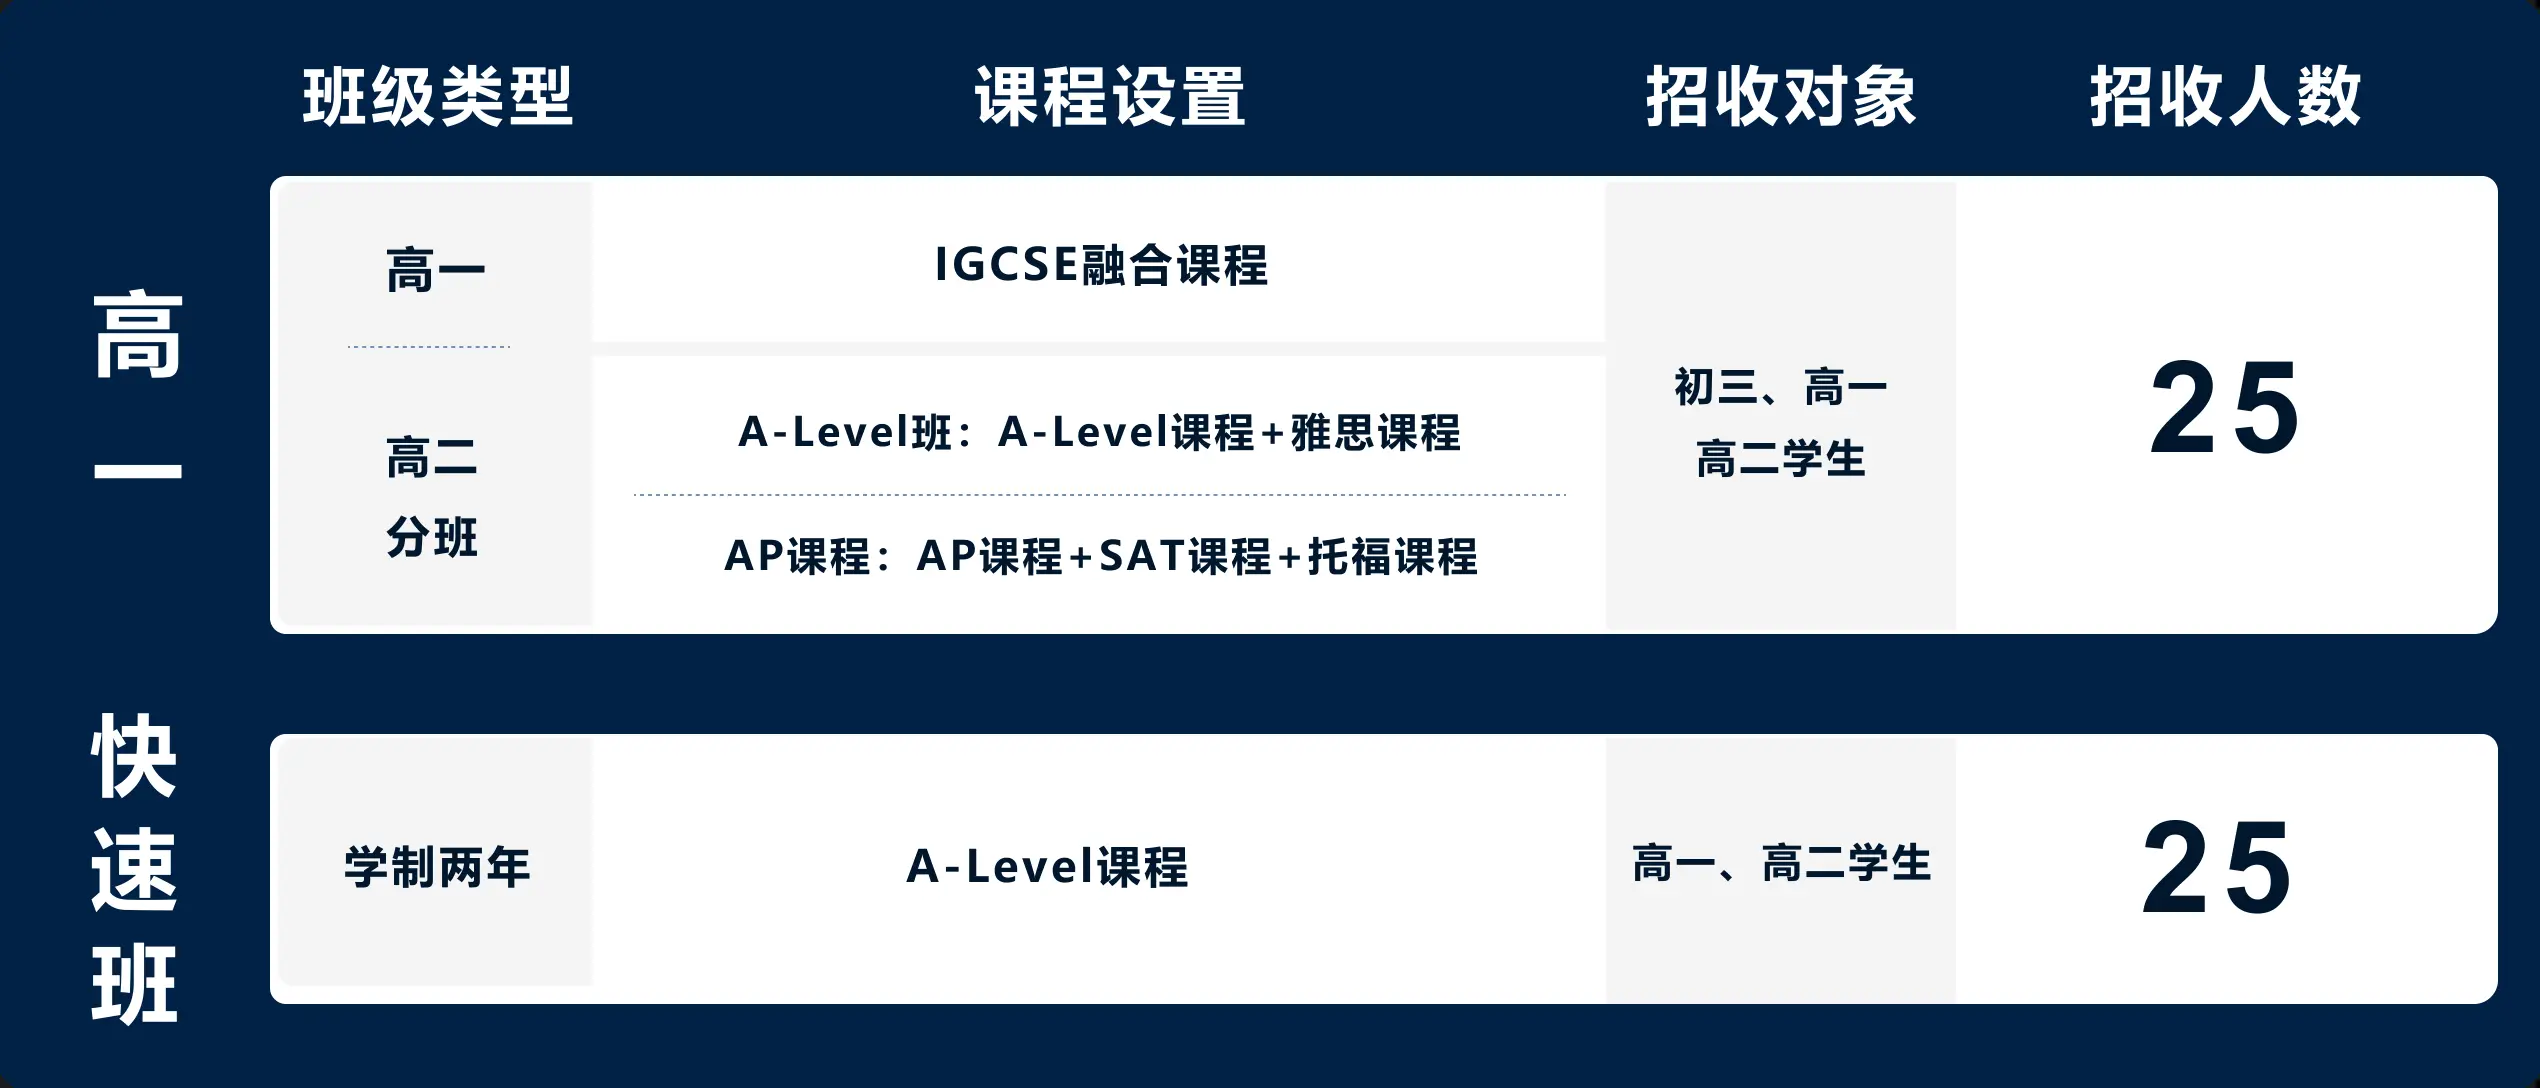 班级类型 课程设置 招收对象 招收人数
高一
高一
IGCSE融合课程
高二
分班
A-Level班：A-Level课程+雅思课程
AP课程：AP课程+SAT课程+托福课程
初三、高一
高二学生
25
快速班
学制两年
A-Level课程
高一、高二学生
25